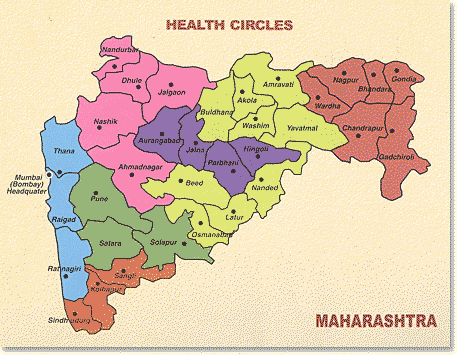 HEALTH CIRCLES
Nandurbar
Dhule
Jalgaon
Nashik
Buldhana
Akola
Amravati
Washim
Yavatmal
Wardha
Nagpur
Bhandara
Gondia
Chandrapur
Gadchiroli
Thana
Aurangabad
Jalna
Parbhani
Hingoli
Ahmadnagar
Beed
Nanded
Mumbai
(Bombay)
Headquater
Pune
Raigad
Latur
Osmanabad
Satara
Solapur
Ratnagiri
Sangli
Kolhapur
Sindhudurg
MAHARASHTRA